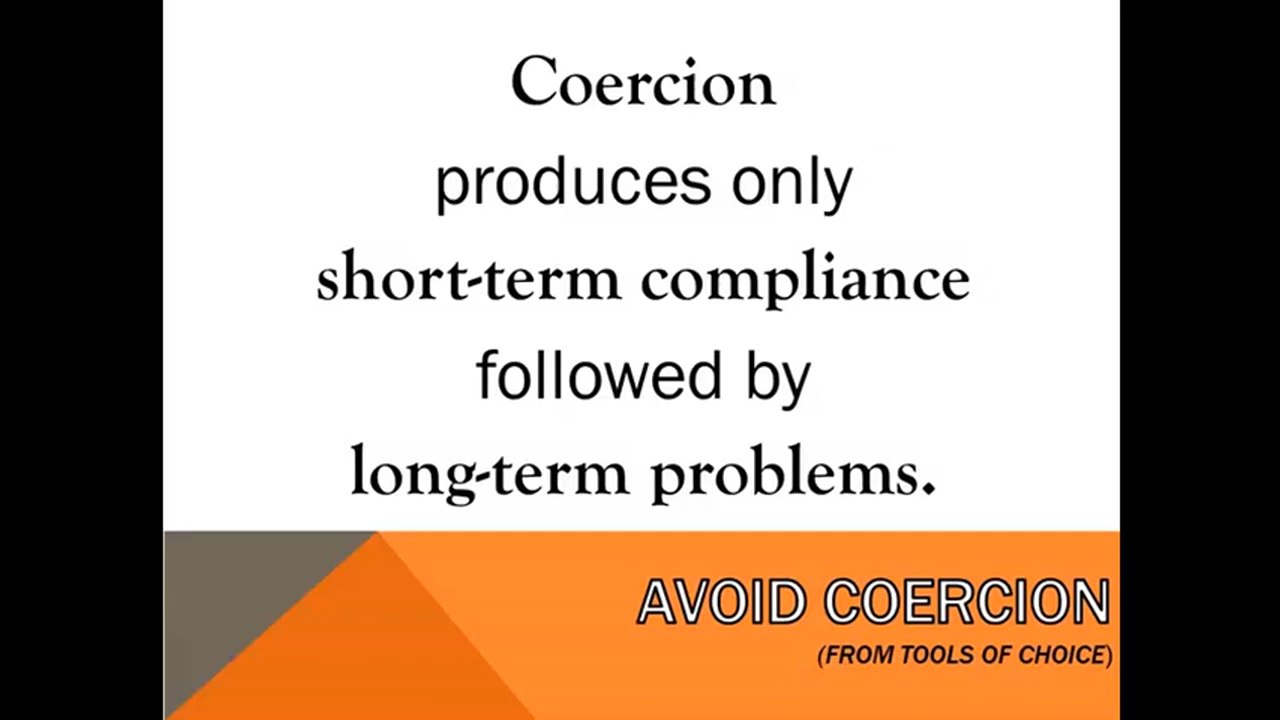 Coercion
produces only
short-term compliance
followed by
long-term problems.
AVOID COERCION
(FROM TOOLS OF CHOICE)